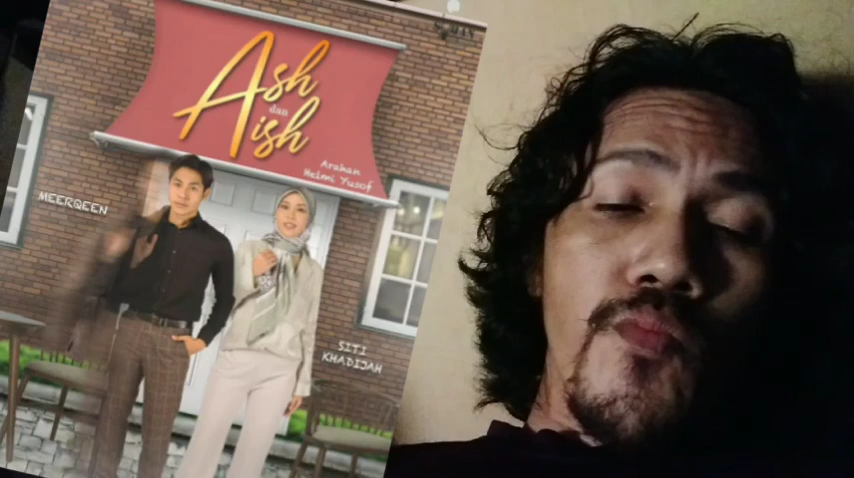 Ash
dan
Aish
Arahan
Helmi Yusof
MEERQEEN
SITI
KHADIJAH